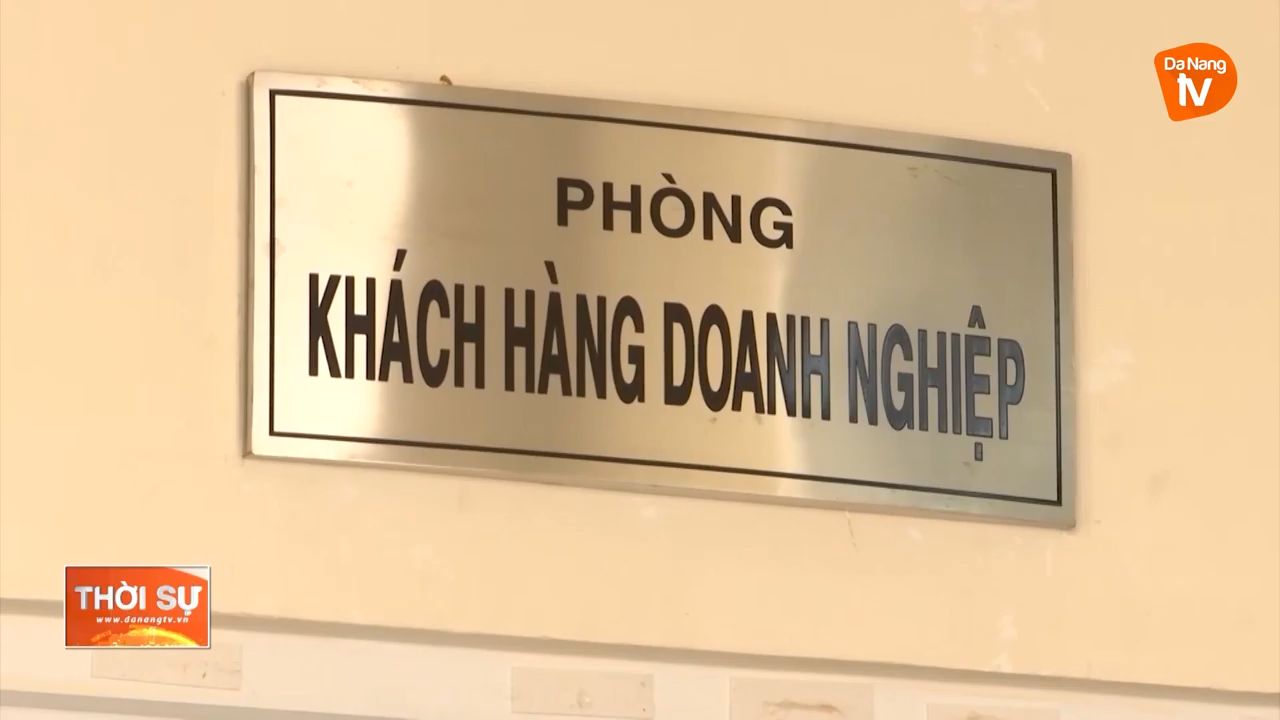 Da Nang
tv
PHÒNG
KHÁCH HÀNG DOANH NGHIỆP
THỜI SỰ
www.danangtv.vn